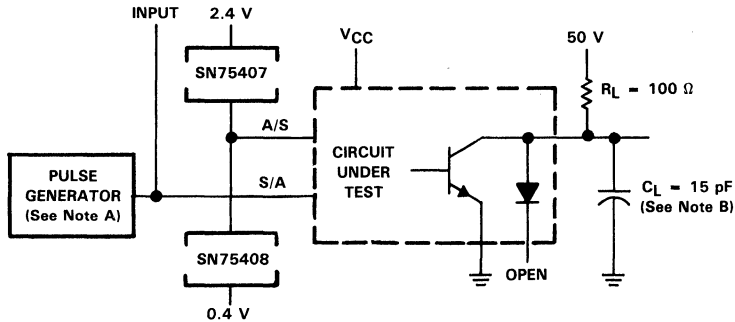 INPUT
2.4 V
SN75407
VCC
50 V
RL = 100 Ω
A/S
CIRCUIT
UNDER
TEST
PULSE
GENERATOR
(See Note A)
S/A
CL = 15 pF
(See Note B)
SN75408
OPEN
0.4 V